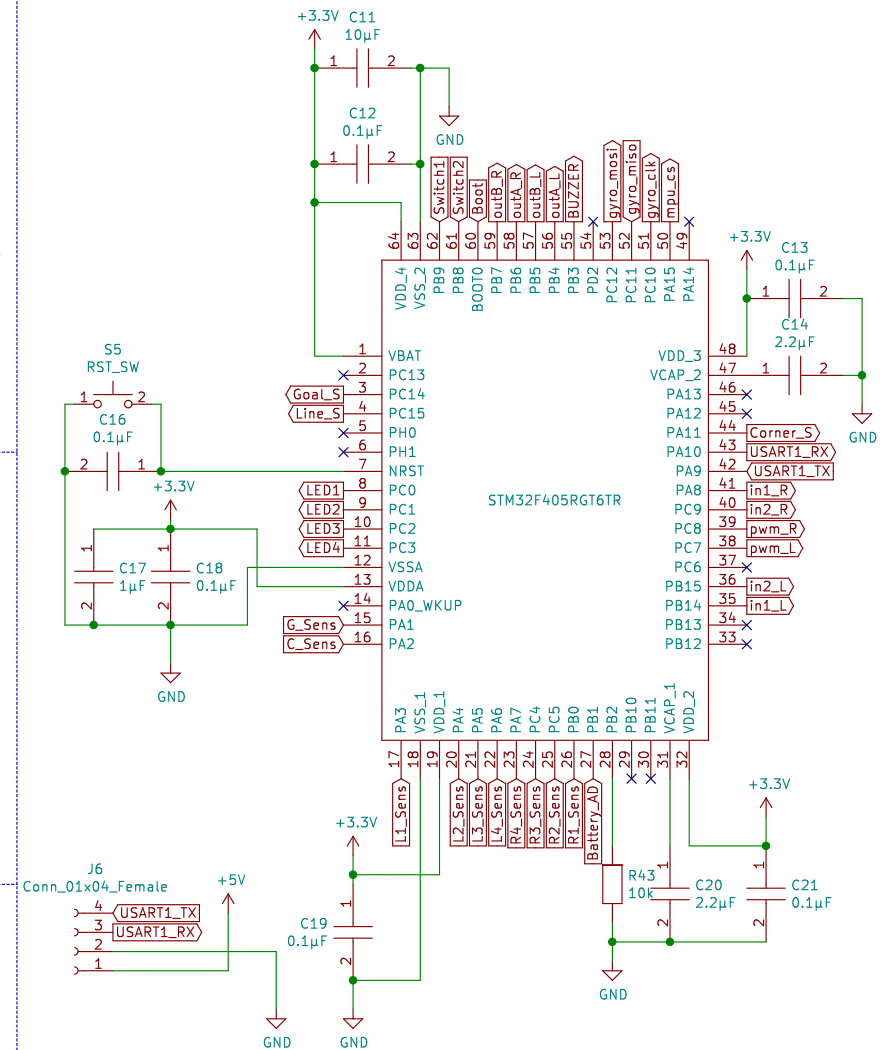 +3.3V
C11
10µF
1
2
C12
0.1µF
1
2
GND
Switch1
Switch2
Boot
outB_R
outA_R
outB_L
outA_L
BUZZER
gyro_mosi
gyro_miso
gyro_clk
mpu_cs
64
63
62
61
60
59
58
57
56
55
54
53
52
51
50
49
VDD_4
VSS_2
PB9
PB8
BOOT0
PB7
PB6
PB5
PB4
PB3
PD2
PC12
PC11
PC10
PA15
PA14
+3.3V
C13
0.1µF
1
2
C14
2.2µF
1
2
GND
S5
RST_SW
1
2
C16
0.1µF
2
1
+3.3V
1
C17
1µF
2
1
C18
0.1µF
2
GND
1 VBAT
2 PC13
Goal_S 3 PC14
Line_S 4 PC15
5 PH0
6 PH1
7 NRST
LED1 8 PC0
LED2 9 PC1
LED3 10 PC2
LED4 11 PC3
12 VSSA
13 VDDA
14 PA0_WKUP
G_Sens 15 PA1
C_Sens 16 PA2
STM32F405RGT6TR
VDD_3 48
VCAP_2 47
PA13 46
PA12 45
PA11 44 Corner_S
PA10 43 USART1_RX
PA9 42 USART1_TX
PA8 41 in1_R
PC9 40 in2_R
PC8 39 pwm_R
PC7 38 pwm_L
PC6 37
PB15 36 in2_L
PB14 35 in1_L
PB13 34
PB12 33
PA3
VSS_1
VDD_1
PA4
PA5
PA6
PA7
PC4
PC5
PB0
PB1
PB2
PB10
PB11
VCAP_1
VDD_2
17
18
19
20
21
22
23
24
25
26
27
28
29
30
31
32
L1_Sens
L2_Sens
L3_Sens
L4_Sens
R4_Sens
R3_Sens
R2_Sens
R1_Sens
Battery_AD
+3.3V
1
C19
0.1µF
2
GND
R43
10k
1
C20
2.2µF
2
+3.3V
1
C21
0.1µF
2
GND
J6
Conn_01x04_Female
+5V
4 USART1_TX
3 USART1_RX
2
1
GND